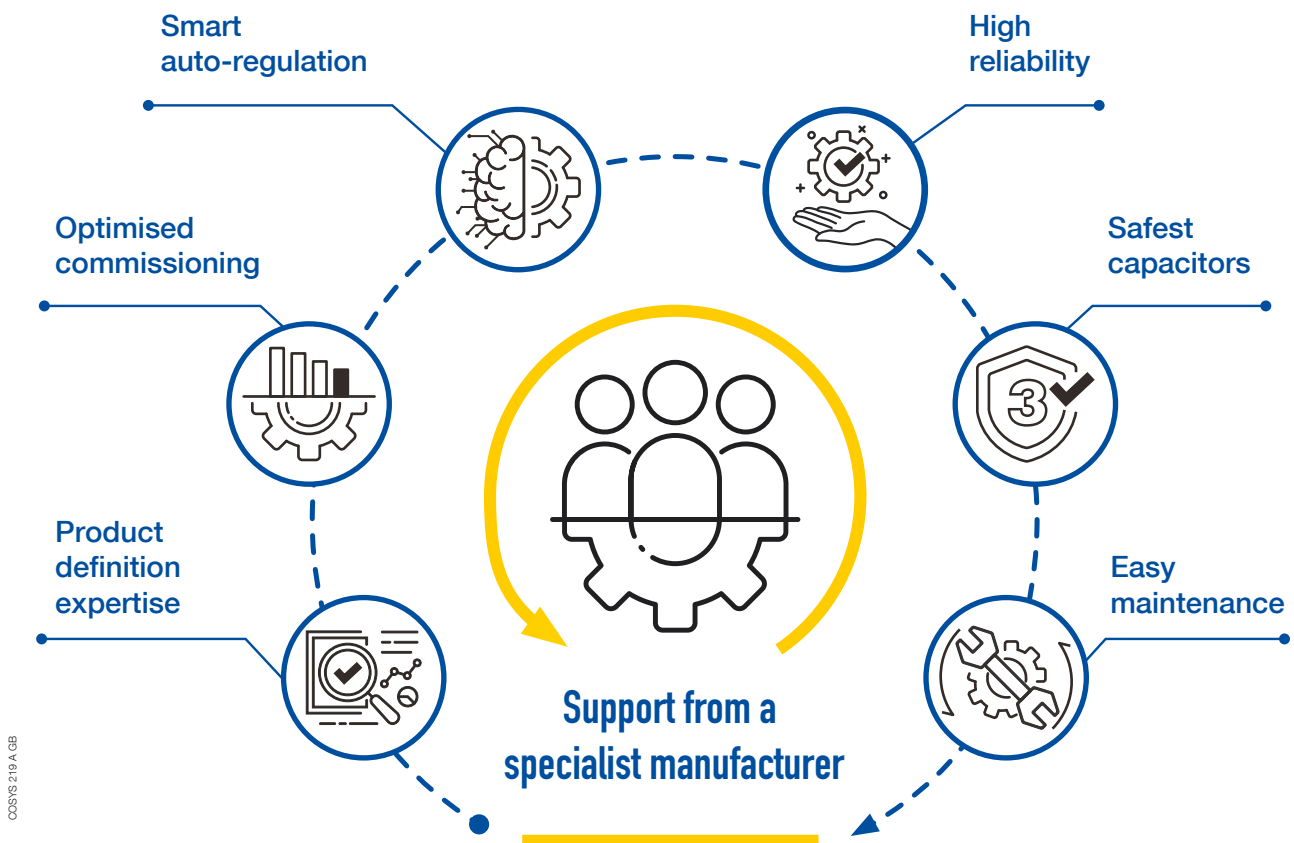 Smart
auto-regulation
High
reliability
Optimised
commissioning
Safest
capacitors
3
Product
definition
expertise
Easy
maintenance
Support from a
specialist manufacturer
COSYS 219 A GB